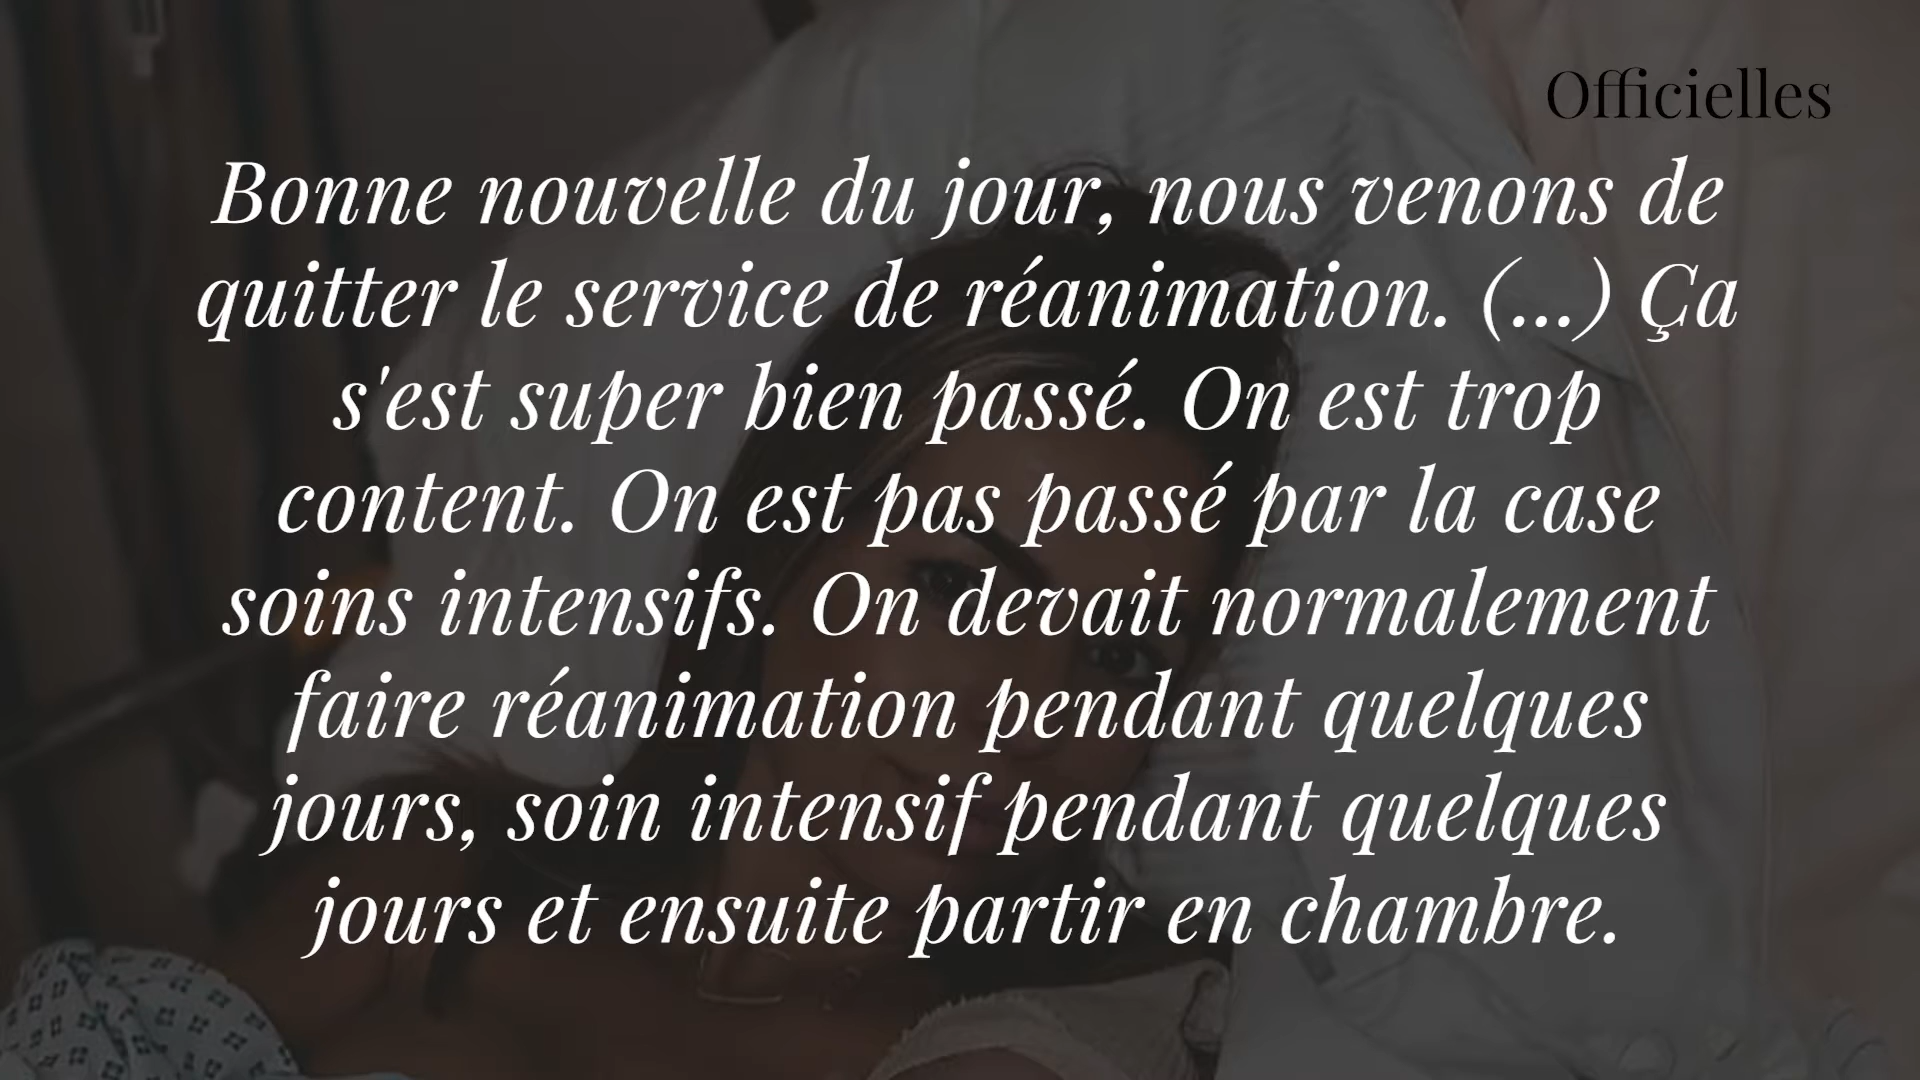 Officielles
Bonne nouvelle du jour, nous venons de
quitter le service de réanimation. (...) Ça
s'est super bien passé. On est trop
content. On est pas passé par la case
soins intensifs. On devait normalement
faire réanimation pendant quelques
jours, soin intensif pendant quelques
jours et ensuite partir en chambre.